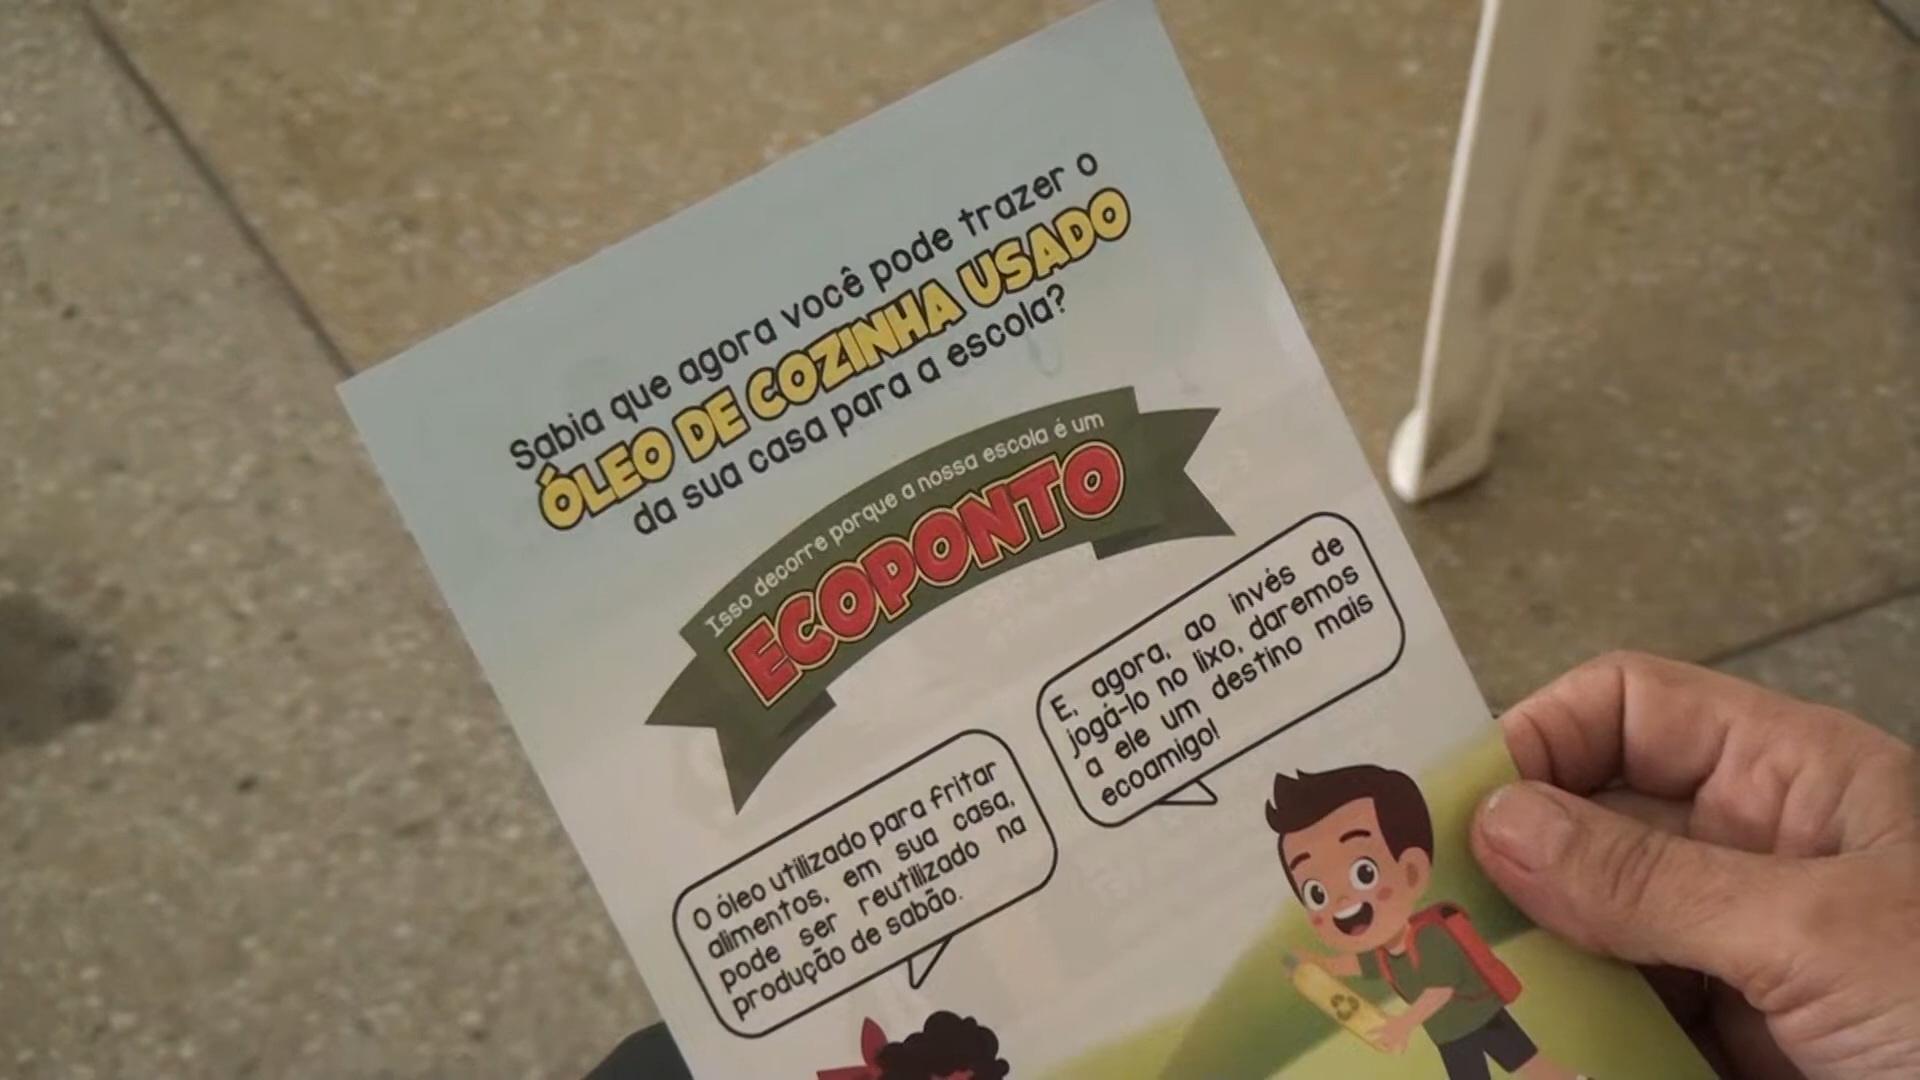 Sabia que agora você pode trazer o
ÓLEO DE COZINHA USADO
da sua casa para a escola?
Isso decorre porque a nossa escola é um
ECOPONTO
E, agora, ao invés de
jogá-lo no lixo, daremos
a ele um destino mais
ecoamigo!
O óleo utilizado para fritar
alimentos, em sua casa,
pode ser reutilizado na
produção de sabão.